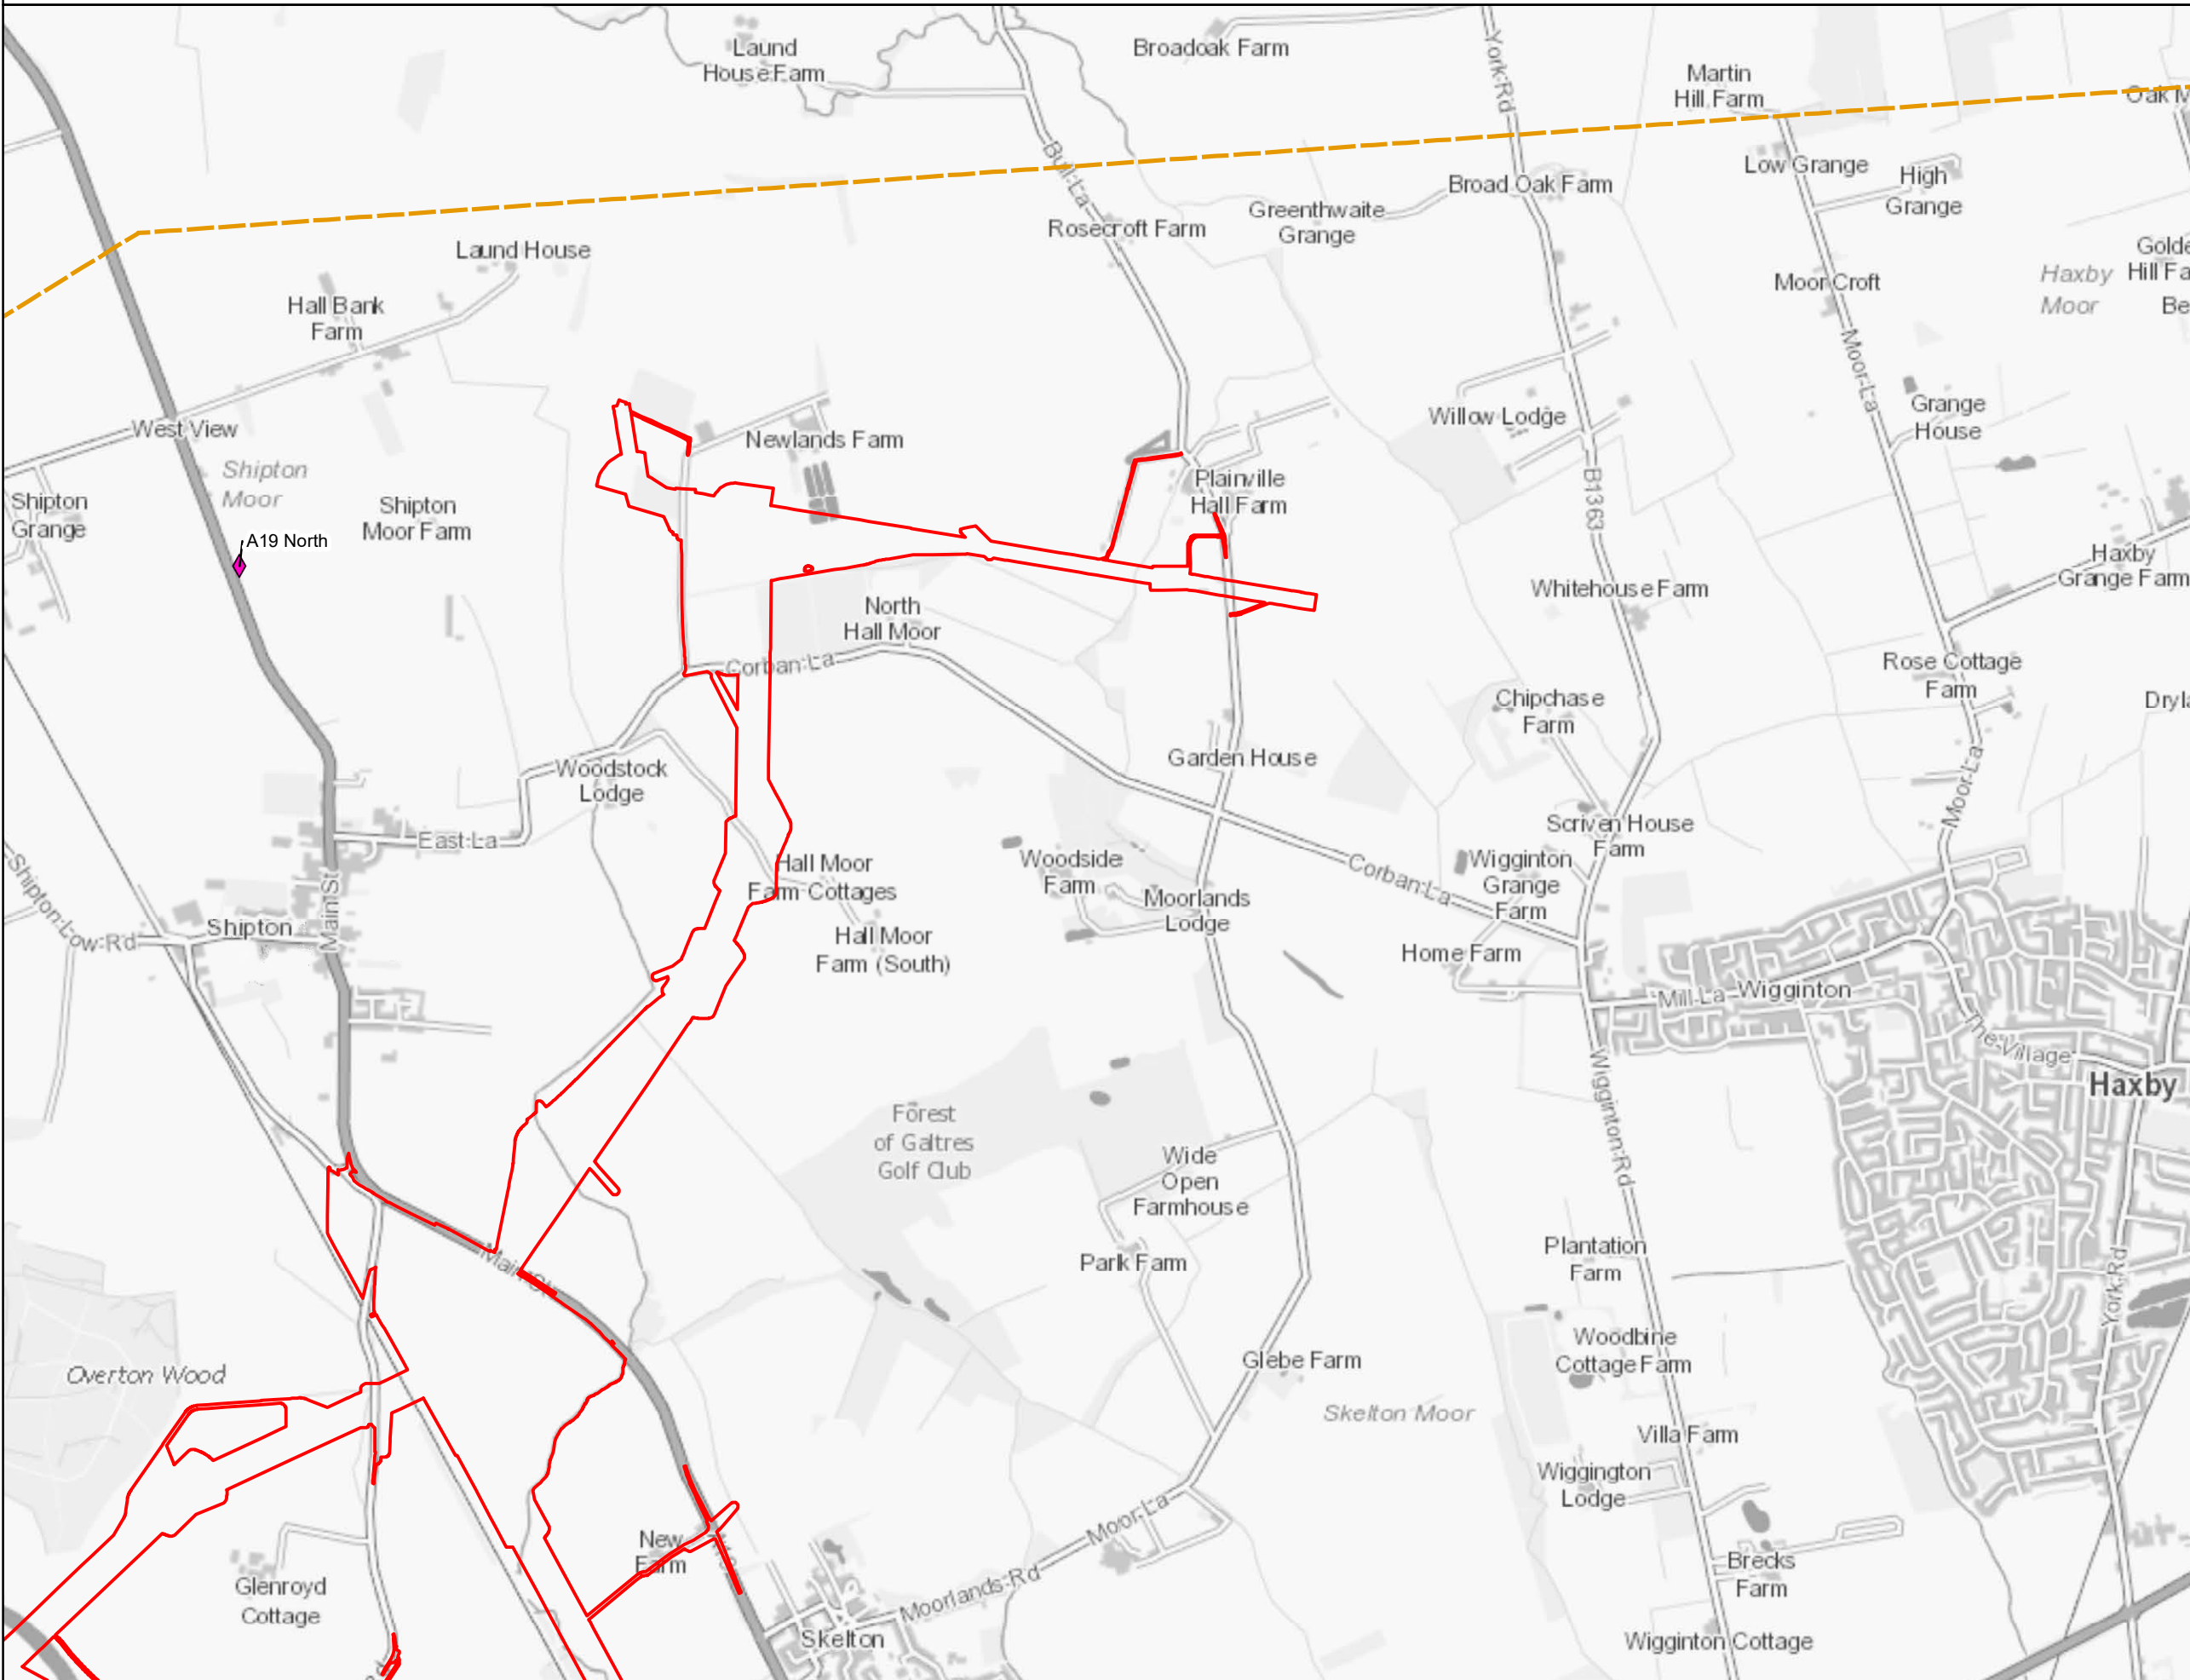 Laund
House Farm
Broadoak Farm
York Rd
Martin
Hill Farm
Bull La
Low Grange
High
Grange
Broad Oak Farm
Greenthwaite
Grange
Rosecroft Farm
Laund House
Hall Bank
Farm
Moor Croft
Haxby
Moor
Moor La
West View
Shipton
Moor
Shipton
Grange
Shipton
Moor Farm
A19 North
Newlands Farm
Plainville
Hall Farm
Willow Lodge
B1363
Grange
House
Haxby
Grange Farm
Whitehouse Farm
North
Hall Moor
Corban La
Rose Cottage
Farm
Chipchase
Farm
Garden House
Woodstock
Lodge
East La
Scriven House
Farm
Moor La
Hall Moor
Farm Cottages
Woodside
Farm
Moorlands
Lodge
Corban La
Wigginton
Grange
Farm
Shipton Low Rd
Shipton
Main St
Hall Moor
Farm (South)
Home Farm
Mill La
Wigginton
The Village
Haxby
Wigginton Rd
Forest
of Galtres
Golf Club
Wide
Open
Farmhouse
Park Farm
Plantation
Farm
York Rd
Main St
Woodbine
Cottage Farm
Overton Wood
Glebe Farm
Skelton Moor
Villa Farm
Wiggington
Lodge
Moor La
New
Farm
Brecks
Farm
Glenroyd
Cottage
Moorlands Rd
Skelton
Wigginton Cottage